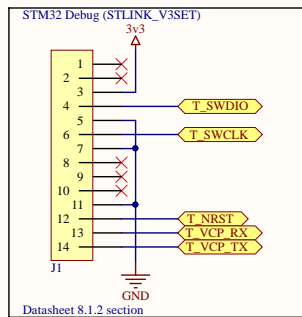 STM32 Debug (STLINK_V3SET)
3v3
1
2
3
4
T_SWDIO
5
6
T_SWCLK
7
8
9
10
11
12
T_NRST
13
T_VCP_RX
14
T_VCP_TX
J1
GND
Datasheet 8.1.2 section